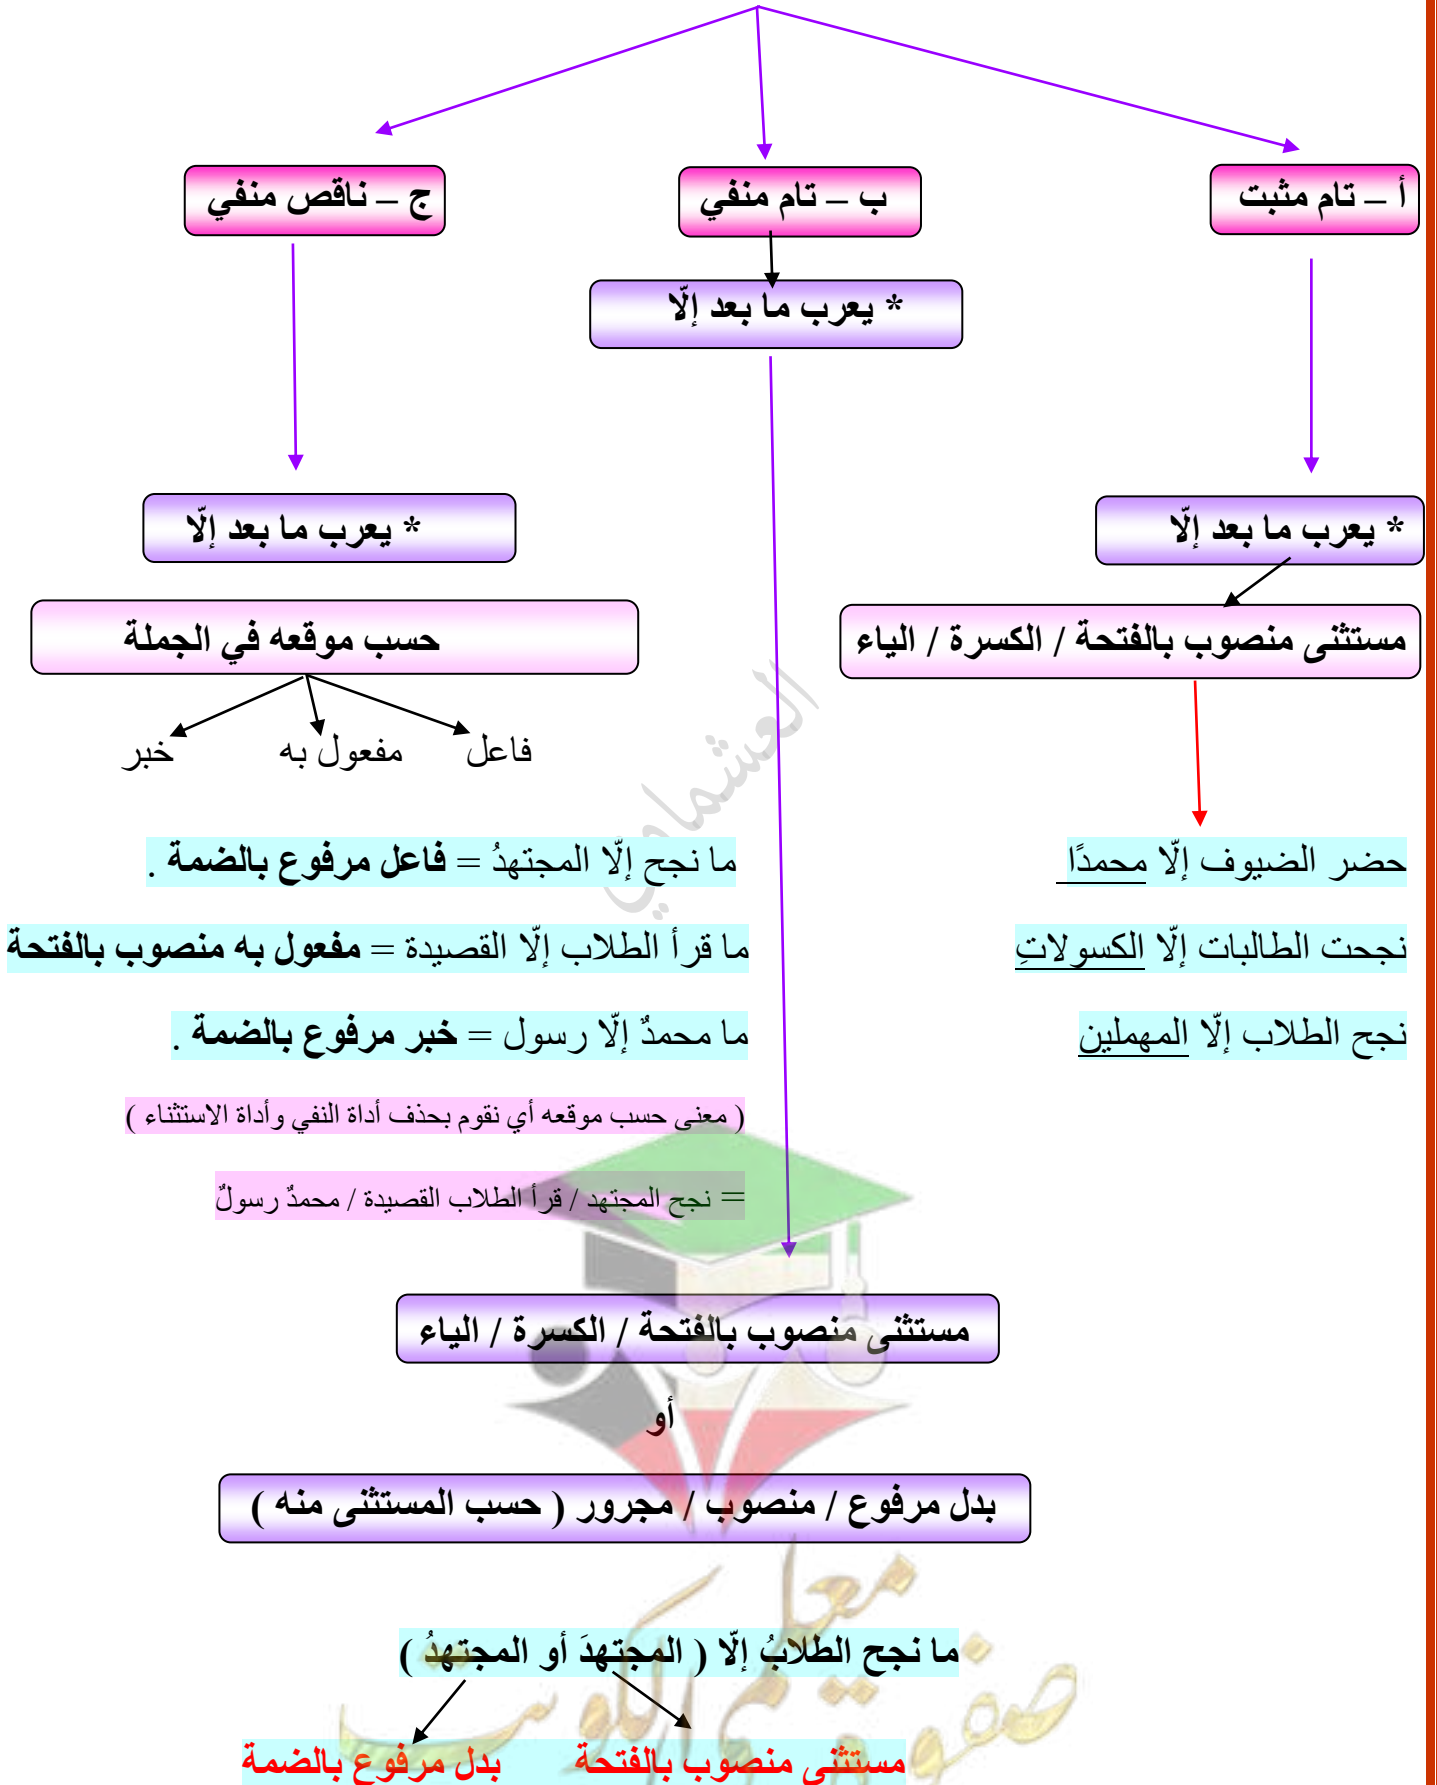 أ – تام مثبت
ب – تام منفي
ج – ناقص منفي
* يعرب ما بعد إلّا
* يعرب ما بعد إلّا
* يعرب ما بعد إلّا
مستثنى منصوب بالفتحة / الكسرة / الياء
حسب موقعه في الجملة
فاعل مفعول به خبر
حضر الضيوف إلّا محمدًا
ما نجح إلّا المجتهدُ = فاعل مرفوع بالضمة .
نجحت الطالبات إلّا الكسولاتِ
ما قرأ الطلاب إلّا القصيدة = مفعول به منصوب بالفتحة
نجح الطلاب إلّا المهملين
ما محمدٌ إلّا رسول = خبر مرفوع بالضمة .
( معنى حسب موقعه أي نقوم بحذف أداة النفي وأداة الاستثناء )
= نجح المجتهد / قرأ الطلاب القصيدة / محمدٌ رسولٌ
مستثنى منصوب بالفتحة / الكسرة / الياء
أو
بدل مرفوع / منصوب / مجرور ( حسب المستثنى منه )
ما نجح الطلابُ إلّا ( المجتهدَ أو المجتهدُ )
مستثنى منصوب بالفتحة بدل مرفوع بالضمة
العشماوي
صفوة معلمي الكويت